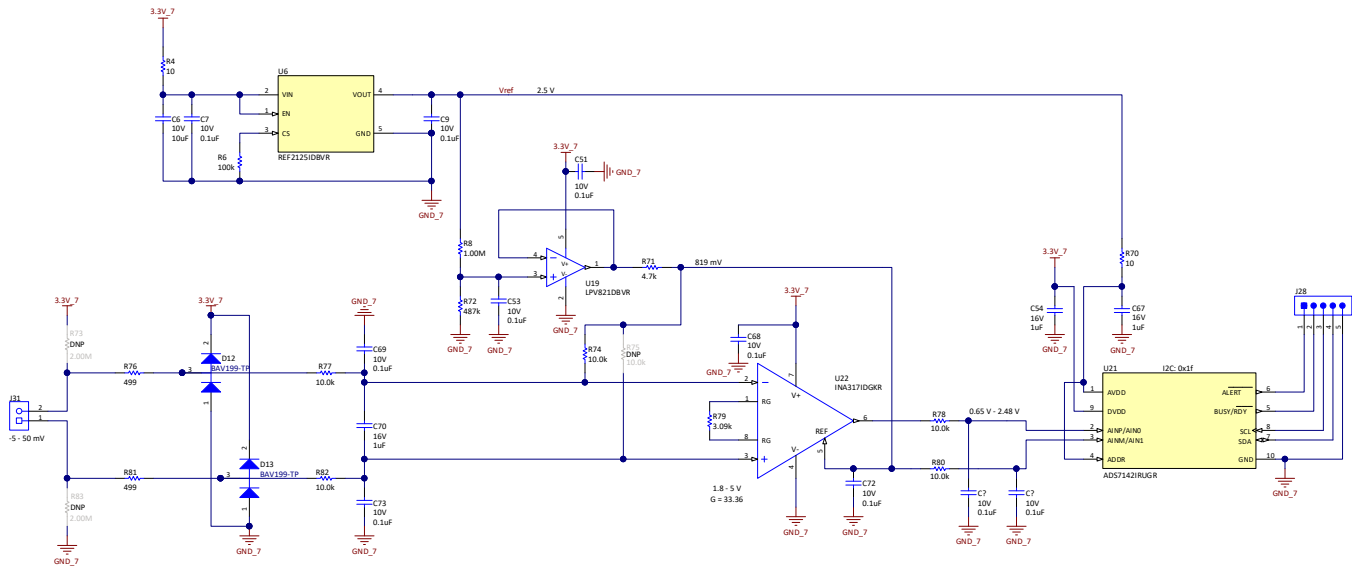 3.3V_7
R4
10
U6
2
VIN
VOUT
4
1
EN
3
CS
GND
5
REF2125IDBVR
C6
10V
10uF
C7
10V
0.1uF
R6
100k
C9
10V
0.1uF
GND_7
Vref
2.5 V
3.3V_7
C51
10V
0.1uF
GND_7
R8
1.00M
R72
487k
GND_7
C53
10V
0.1uF
GND_7
5
4
3
V+
V-
1
2
U19
LPV821DBVR
GND_7
R71
4.7k
819 mV
R74
10.0k
R75
DNP
10.0k
3.3V_7
C68
10V
0.1uF
GND_7
3.3V_7
R73
DNP
2.00M
3.3V_7
2
D12
BAV199-TP
3
1
R76
499
R77
10.0k
GND_7
C69
10V
0.1uF
C70
16V
1uF
C73
10V
0.1uF
GND_7
J31
2
1
-5 - 50 mV
R81
499
R83
DNP
2.00M
GND_7
2
D13
BAV199-TP
3
1
GND_7
R82
10.0k
U22
INA317IDGKR
2
7
V+
1
RG
R79
3.09k
8
RG
REF
5
6
3
V-
4
1.8 - 5 V
G = 33.36
GND_7
C72
10V
0.1uF
GND_7
R78
10.0k
R80
10.0k
0.65 V - 2.48 V
C?
10V
0.1uF
GND_7
C?
10V
0.1uF
GND_7
3.3V_7
C54
16V
1uF
GND_7
R70
10
C67
16V
1uF
GND_7
U21
I2C: 0x1f
1
AVDD
9
DVDD
2
AINP/AIN0
3
AINM/AIN1
4
ADDR
ALERT
6
BUSY/RDY
5
SCL
8
SDA
7
GND
10
ADS7142IRUGR
GND_7
J28
1
2
3
4
5